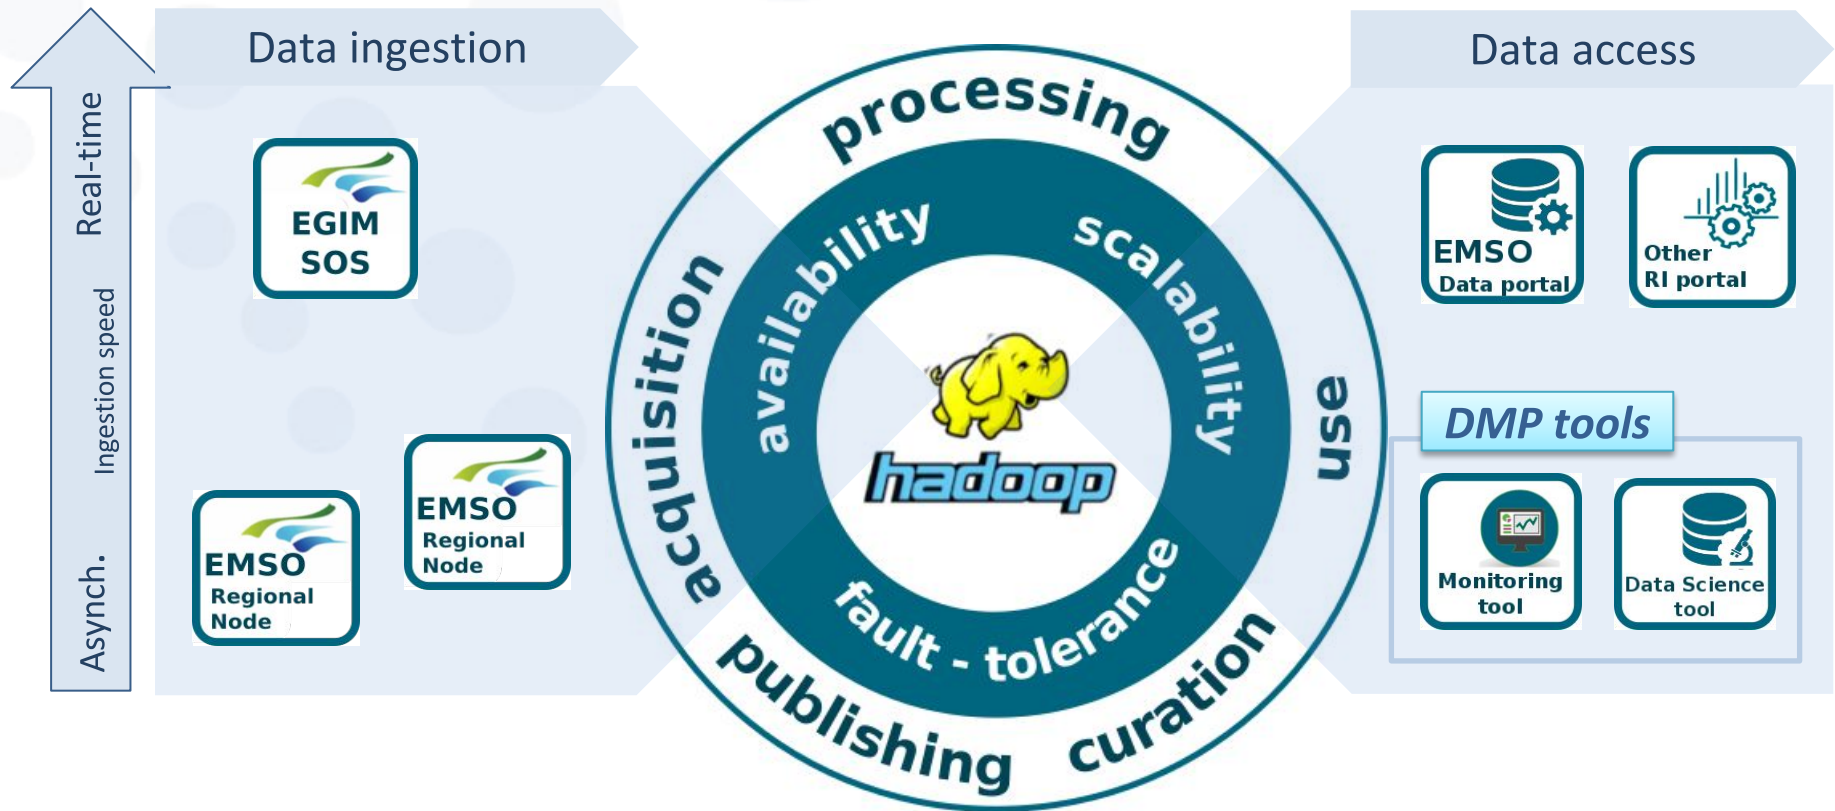 Data ingestion
Data access
Real-time
Ingestion speed
Asynch.
EGIM
SOS
EMSO
Regional
Node
EMSO
Regional
Node
processing
acquisition
use
publishing
curation
availability
scalability
fault - tolerance
hadoop
EMSO
Data portal
Other
RI portal
DMP tools
Monitoring
tool
Data Science
tool